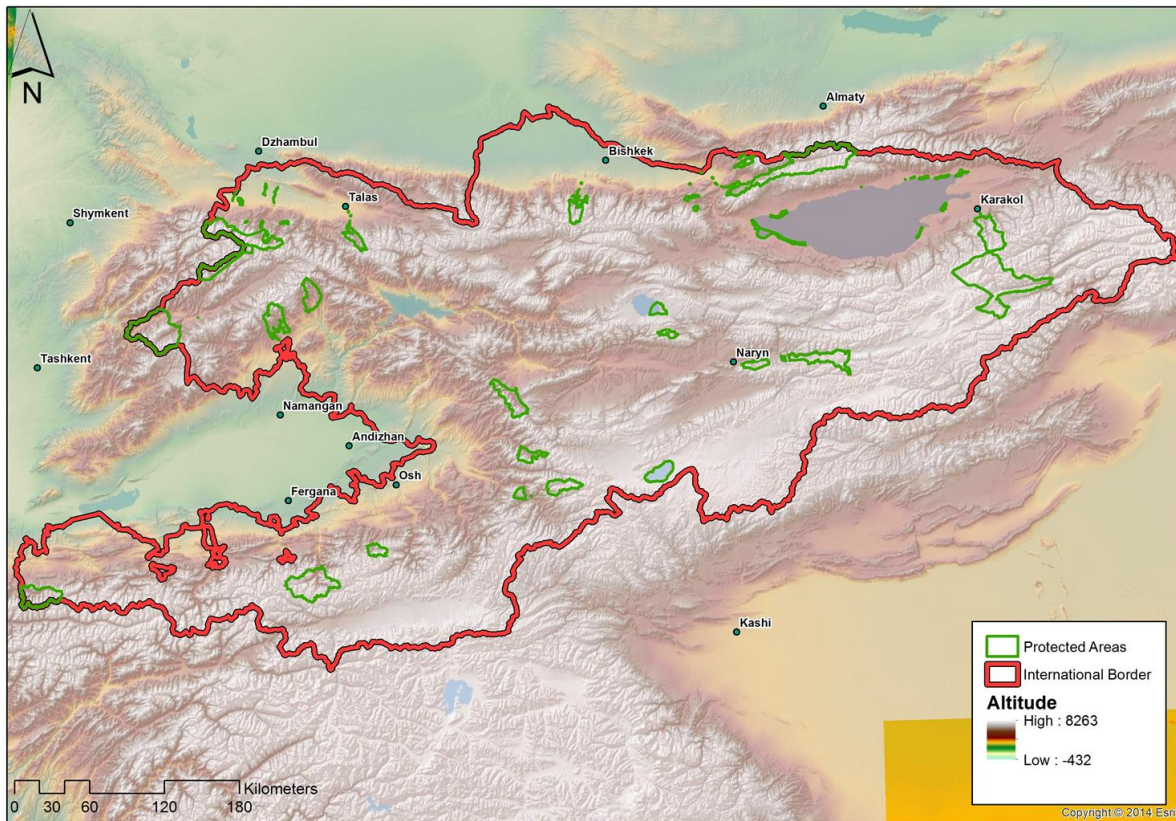 N
Almaty
Dzhambul
Bishkek
Talas
Karakol
Shymkent
Tashkent
Naryn
Namangan
Andizhan
Osh
Fergana
Kashi
Protected Areas
International Border
Altitude
High : 8263
Low : -432
Kilometers
0 30 60 120 180
Copyright © 2014 Esri